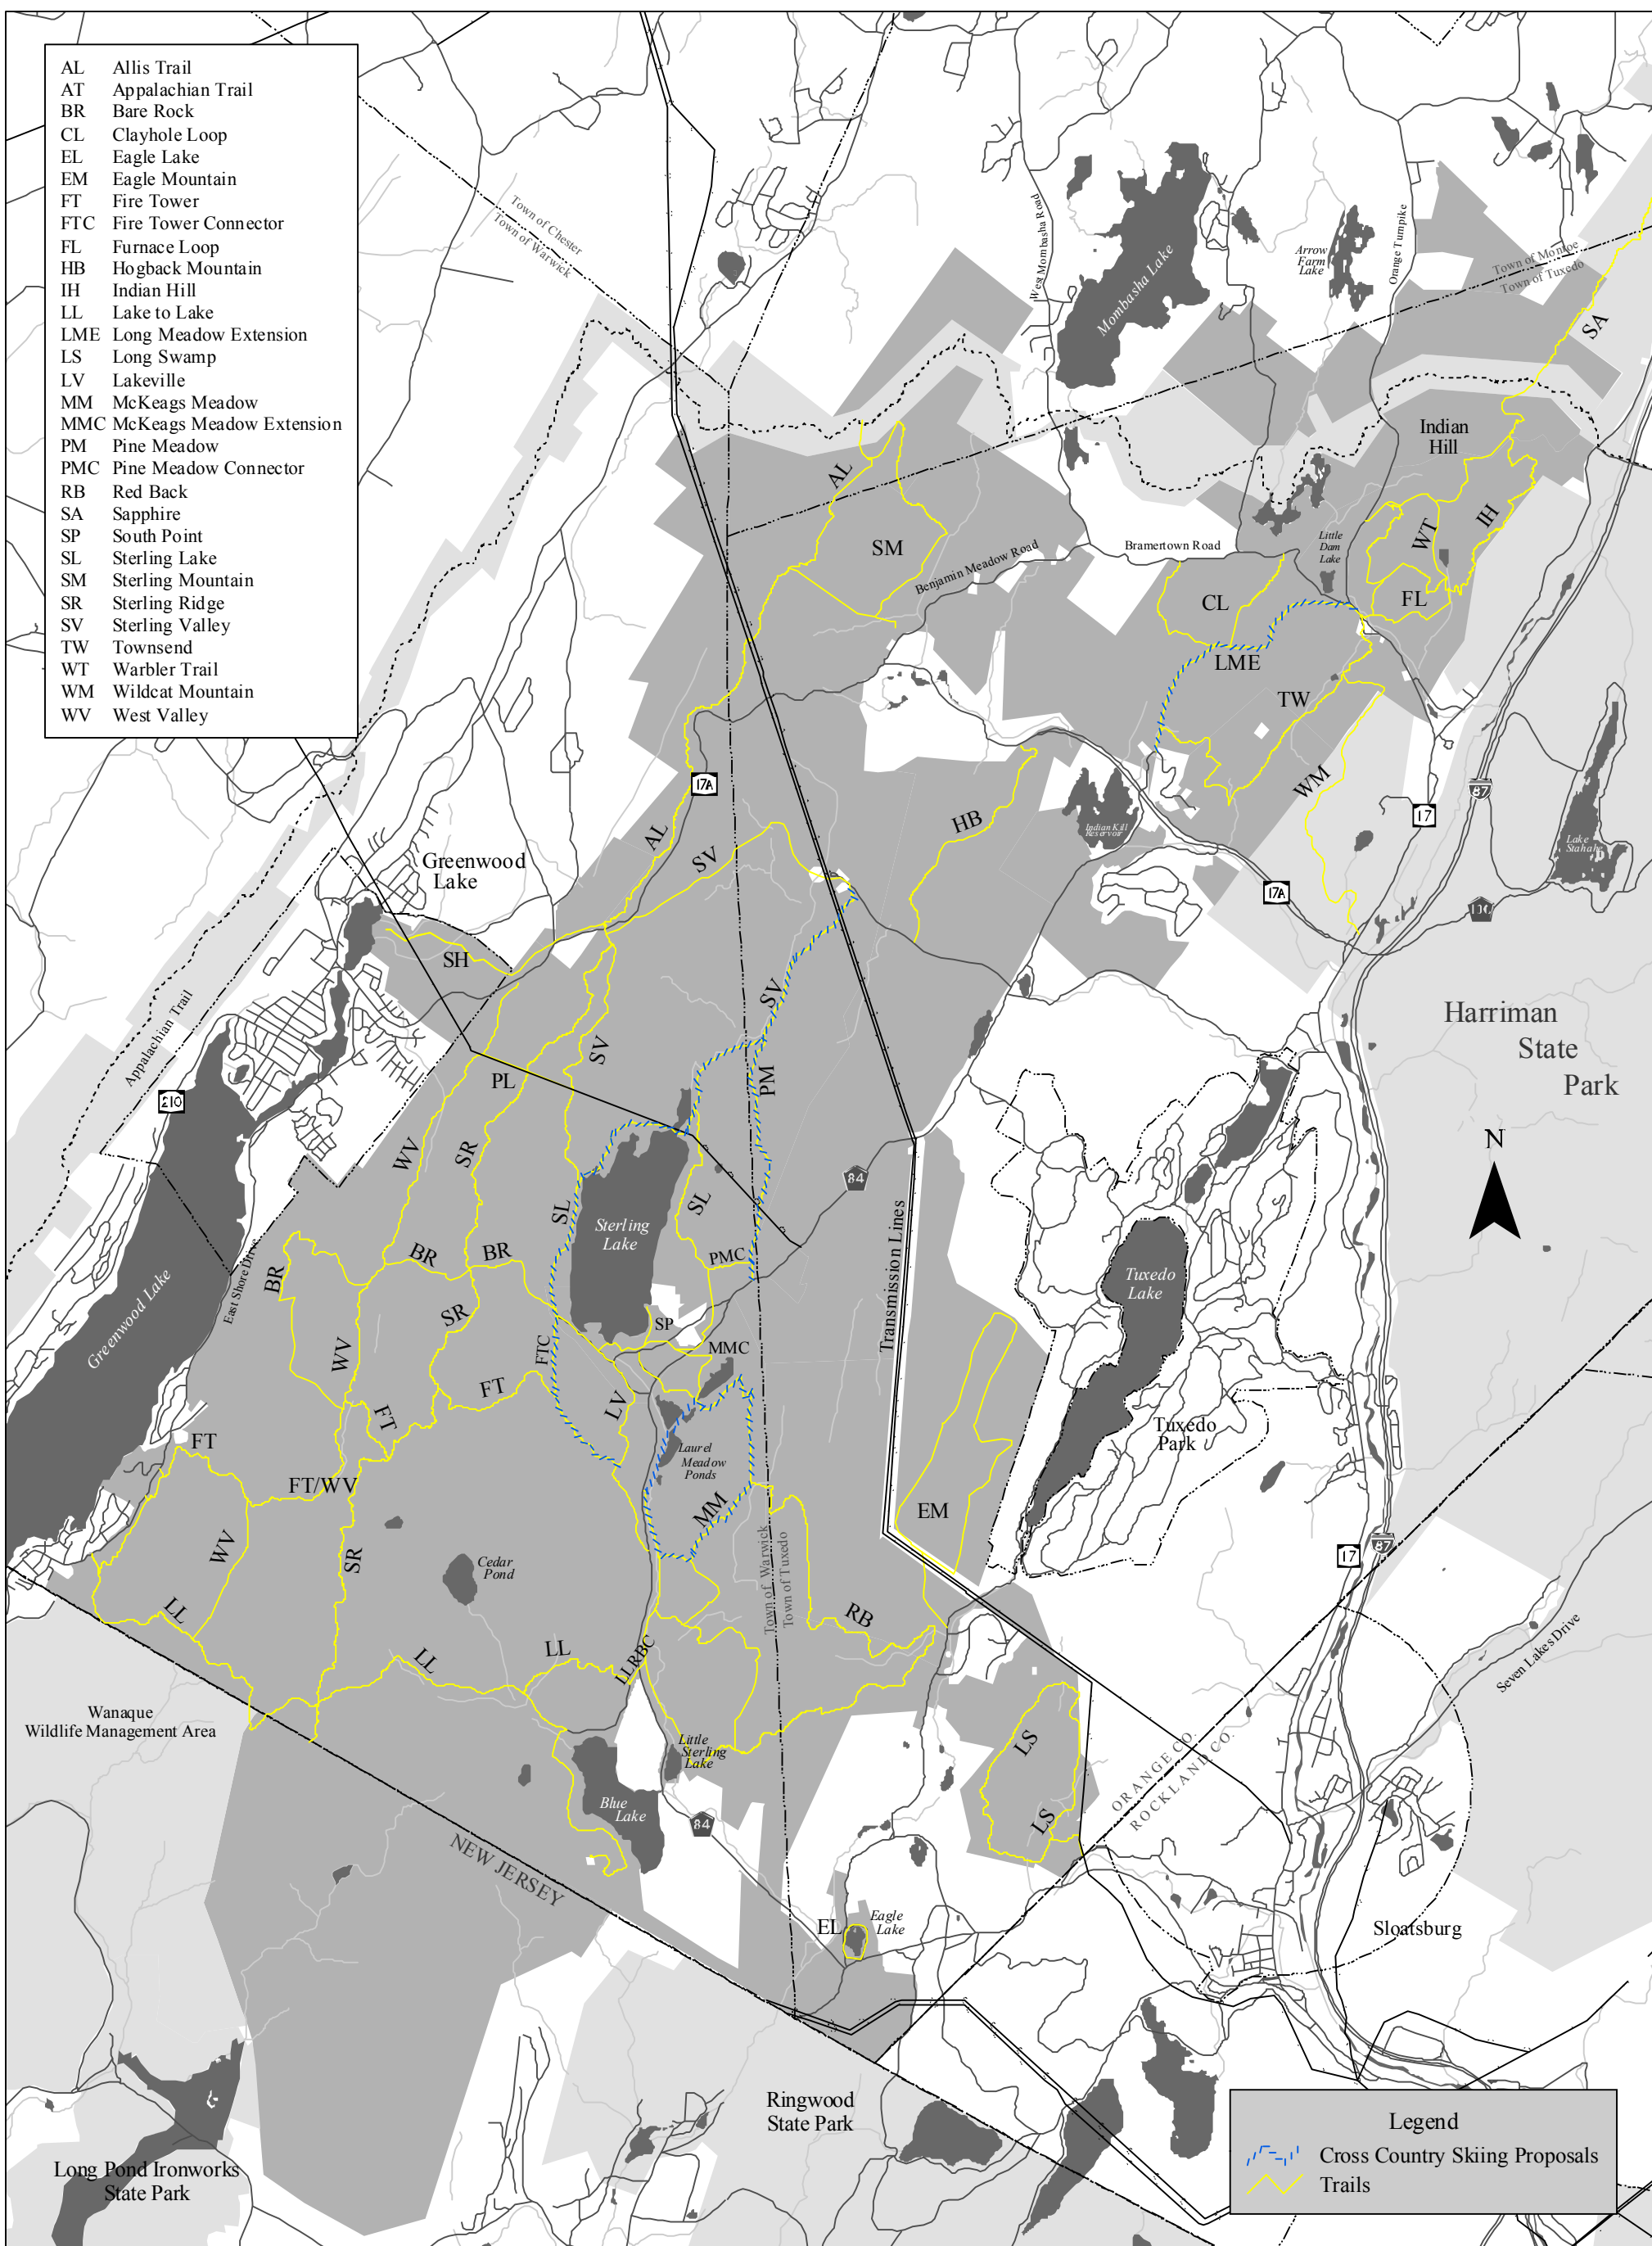 AL Allis Trail
AT Appalachian Trail
BR Bare Rock
CL Clayhole Loop
EL Eagle Lake
EM Eagle Mountain
FT Fire Tower
FTC Fire Tower Connector
FL Furnace Loop
HB Hogback Mountain
IH Indian Hill
LL Lake to Lake
LME Long Meadow Extension
LS Long Swamp
LV Lakeville
MM McKeags Meadow
MMC McKeags Meadow Extension
PM Pine Meadow
PMC Pine Meadow Connector
RB Red Back
SA Sapphire
SP South Point
SL Sterling Lake
SM Sterling Mountain
SR Sterling Ridge
SV Sterling Valley
TW Townsend
WT Warbler Trail
WM Wildcat Mountain
WV West Valley
Town of Chester
Town of Warwick
West Mombasha Road
Mombasha Lake
Arrow
Farm
Lake
Orange Turnpike
Town of Monroe
Town of Tuxedo
SA
Indian
Hill
AL
SM
Benjamin Meadow Road
Bramertown Road
Little
Dam
Lake
WT
IH
CL
FL
LME
TW
WM
17A
HB
Indian Kill
Reservoir
17
87
Lake
Stahahe
AL
SV
Greenwood
Lake
17A
SH
SV
Appalachian Trail
Harriman
State
Park
210
PL
SV
PM
WV
SR
84
N
SL
SL
Sterling
Lake
Transmission Lines
BR
BR
BR
PMC
Tuxedo
Lake
Greenwood Lake
East Shore Drive
SR
SP
WV
FTC
MMC
FT
LV
FT
FT
Tuxedo
Park
Laurel
Meadow
Ponds
FT/WV
MM
EM
WV
SR
Cedar
Pond
Town of Warwick
Town of Tuxedo
17
87
LL
RB
LL
LL
LLRBC
Seven Lakes Drive
Wanaque
Wildlife Management Area
Little
Sterling
Lake
LS
ORANGE CO.
ROCKLAND CO.
Blue
Lake
84
LS
NEW JERSEY
EL
Eagle
Lake
Sloatsburg
Ringwood
State Park
Long Pond Ironworks
State Park
Legend
Cross Country Skiing Proposals
Trails